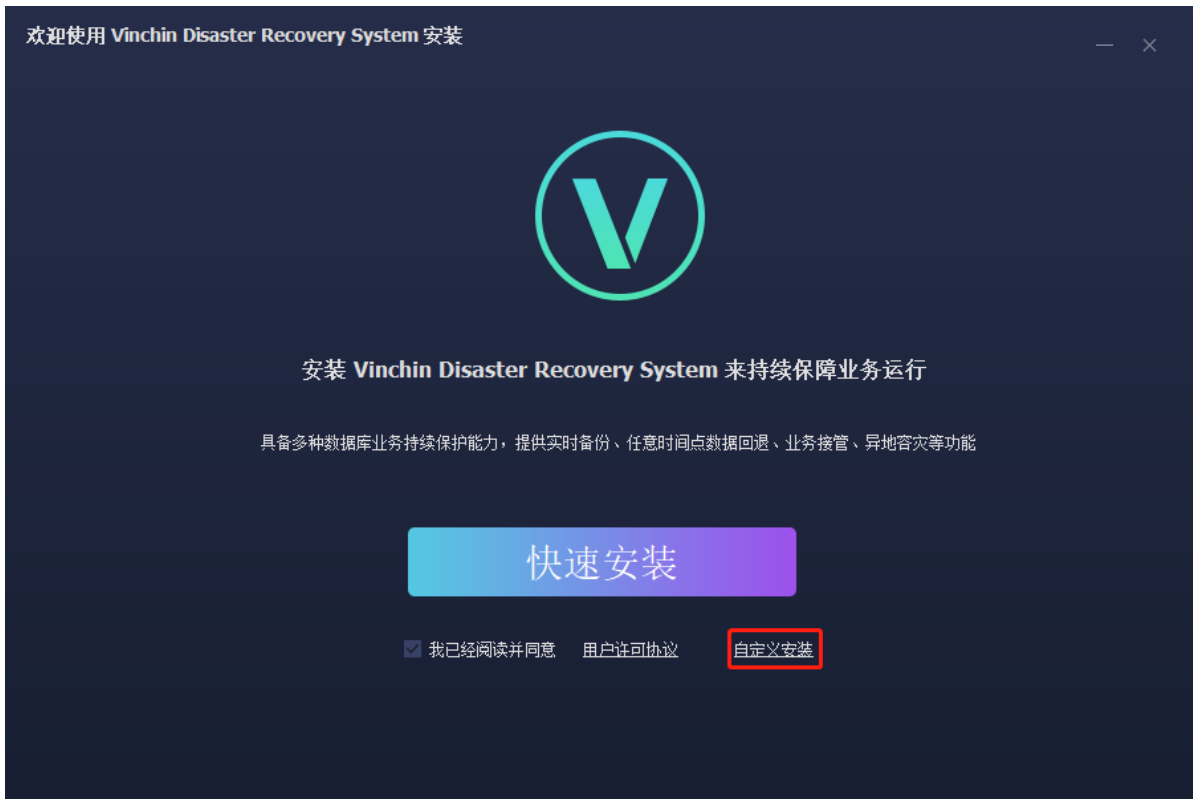 欢迎使用 Vinchin Disaster Recovery System 安装
安装 Vinchin Disaster Recovery System 来持续保障业务运行
具备多种数据库业务持续保护能力，提供实时备份、任意时间点数据回退、业务接管、异地容灾等功能
快速安装
我已经阅读并同意 用户许可协议 自定义安装